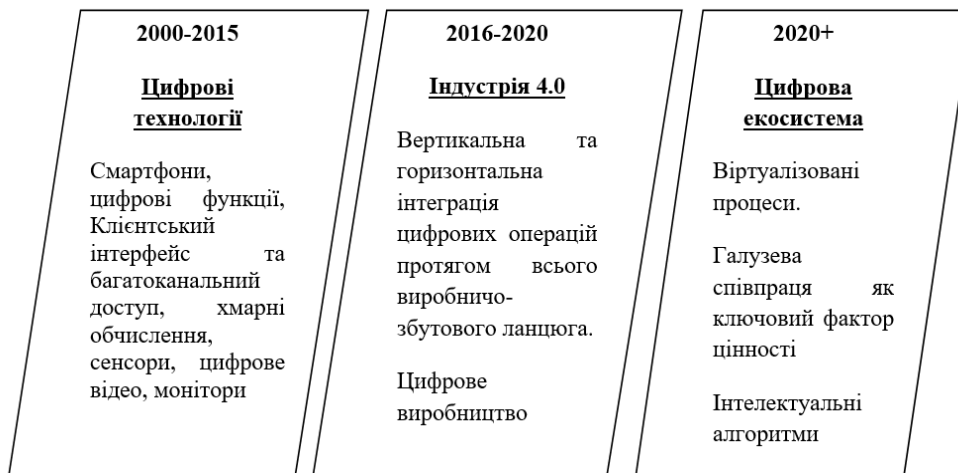 2000-2015
Цифрові
технології
Смартфони,
цифрові функції,
Клієнтський
інтерфейс та
багатоканальний
доступ, хмарні
обчислення,
сенсори, цифрове
відео, монітори
2016-2020
Індустрія 4.0
Вертикальна та
горизонтальна
інтеграція
цифрових операцій
протягом всього
виробничо-
збутового ланцюга.
Цифрове
виробництво
2020+
Цифрова
екосистема
Віртуалізовані
процеси.
Галузева
співпраця як
ключовий фактор
цінності
Інтелектуальні
алгоритми